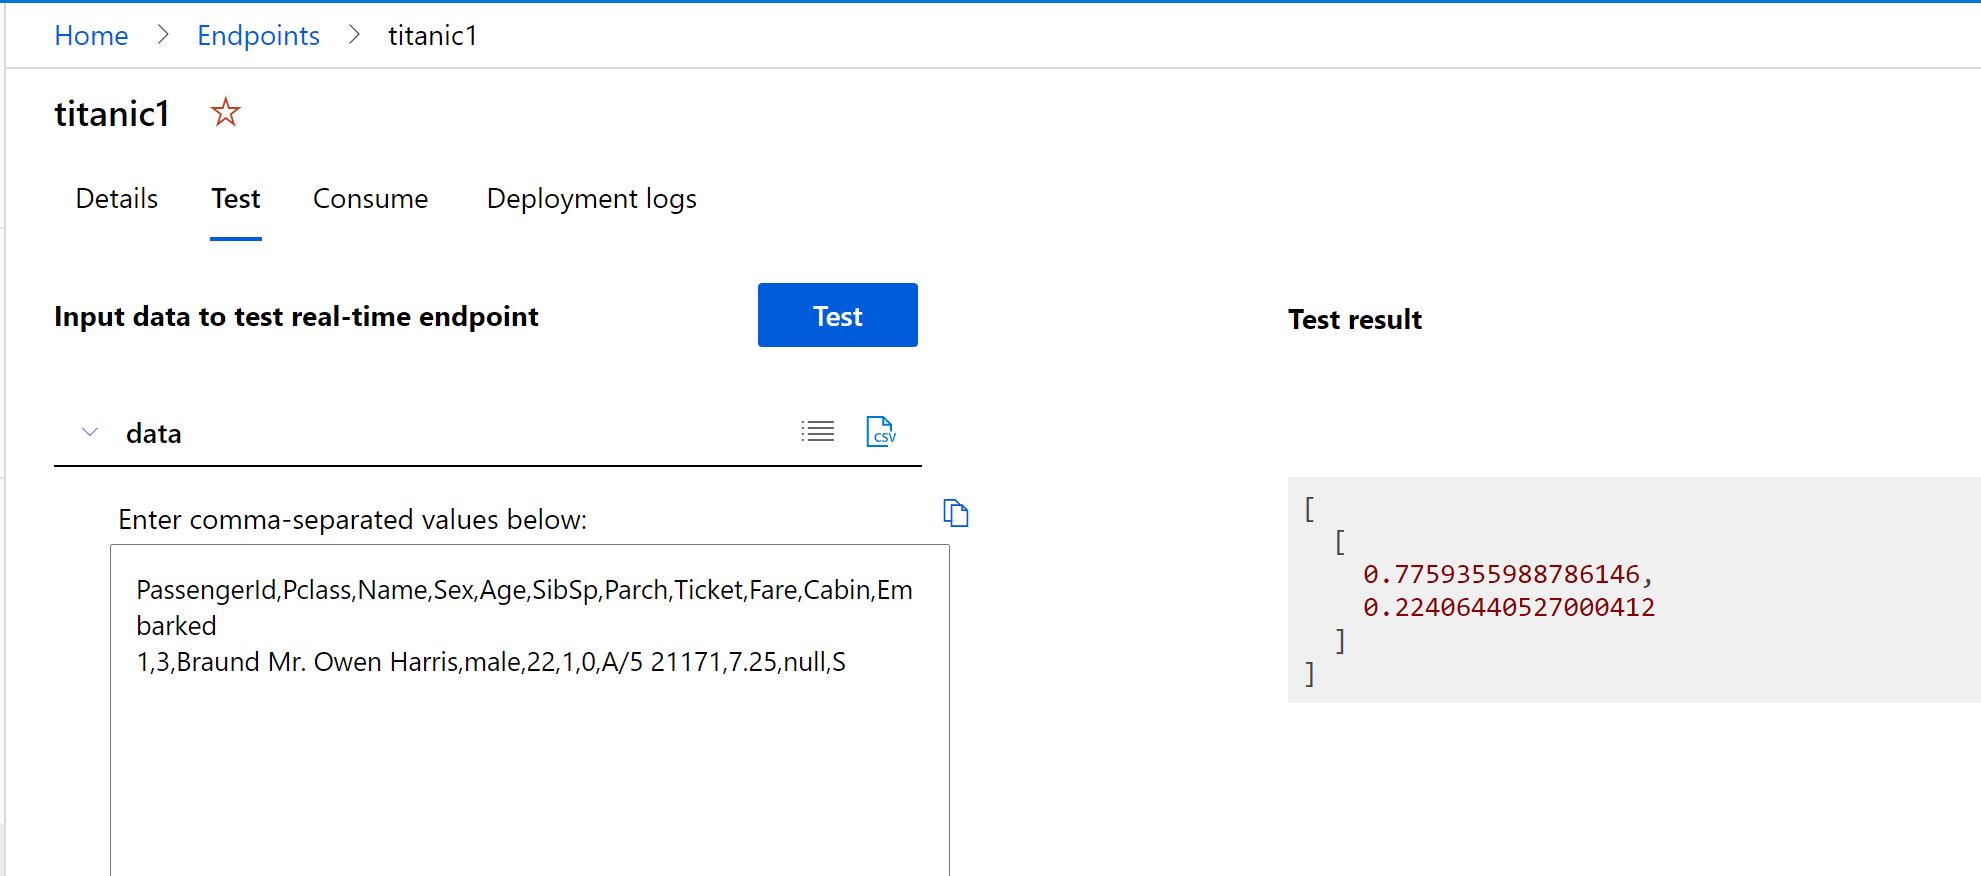 Home > Endpoints > titanic1
titanic1
Details Test Consume Deployment logs
Input data to test real-time endpoint
Test
Test result
data
CSV
Enter comma-separated values below:
PassengerId,Pclass,Name,Sex,Age,SibSp,Parch,Ticket,Fare,Cabin,Em
barked
1,3,Braund Mr. Owen Harris,male,22,1,0,A/5 21171,7.25,null,S
[
[
0.7759355988786146,
0.22406440527000412
]
]